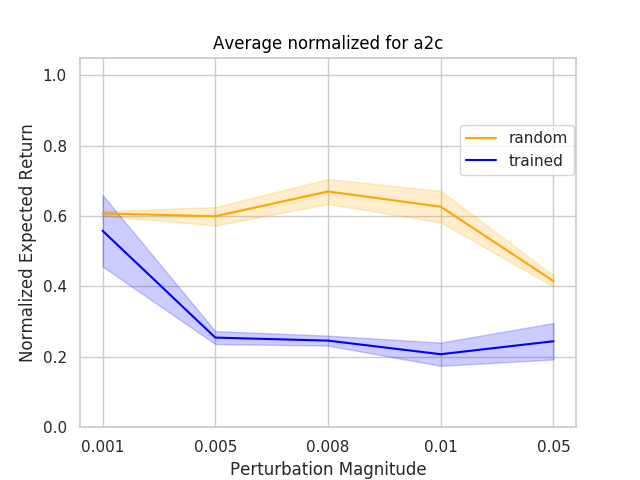 Average normalized for a2c
Normalized Expected Return
1.0
0.8
0.6
0.4
0.2
0.0
random
trained
0.001 0.005 0.008 0.01 0.05
Perturbation Magnitude